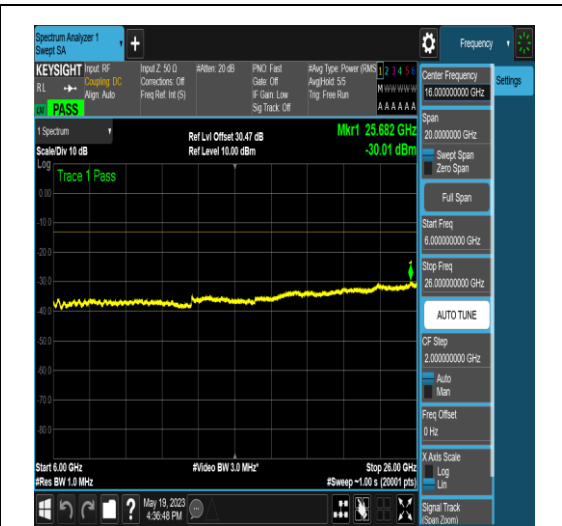 Spectrum Analyzer 1
Swept SA
+
Frequency
KEYSIGHT
RL
PASS
Input: RF
Coupling: DC
Align: Auto
Input Z: 50 Ω
Corrections: Off
Freq Ref: Int (S)
#Atten: 20 dB
PNO: Fast
Gate: Off
IF Gain: Low
Sig Track: Off
#Avg Type: Power (RMS
Avg|Hold: 5/5
Trig: Free Run
1 2 3 4 5 6
M W W W W W
A A A A A A
1 Spectrum
Scale/Div 10 dB
Ref Lvl Offset 30.47 dB
Ref Level 10.00 dBm
Mkr1 25.682 GHz
-30.01 dBm
Log
Trace 1 Pass
0.00
-10.0
-20.0
-30.0
-40.0
-50.0
-60.0
-70.0
-80.0
1
Start 6.00 GHz
#Res BW 1.0 MHz
#Video BW 3.0 MHz*
Stop 26.00 GHz
#Sweep ~1.00 s (20001 pts)
?
May 19, 2023
4:36:48 PM
Center Frequency
16.000000000 GHz
Settings
Span
20.0000000 GHz
Swept Span
Zero Span
Full Span
Start Freq
6.000000000 GHz
Stop Freq
26.000000000 GHz
AUTO TUNE
CF Step
2.000000000 GHz
Auto
Man
Freq Offset
0 Hz
X Axis Scale
Log
Lin
Signal Track
(Span Zoom)